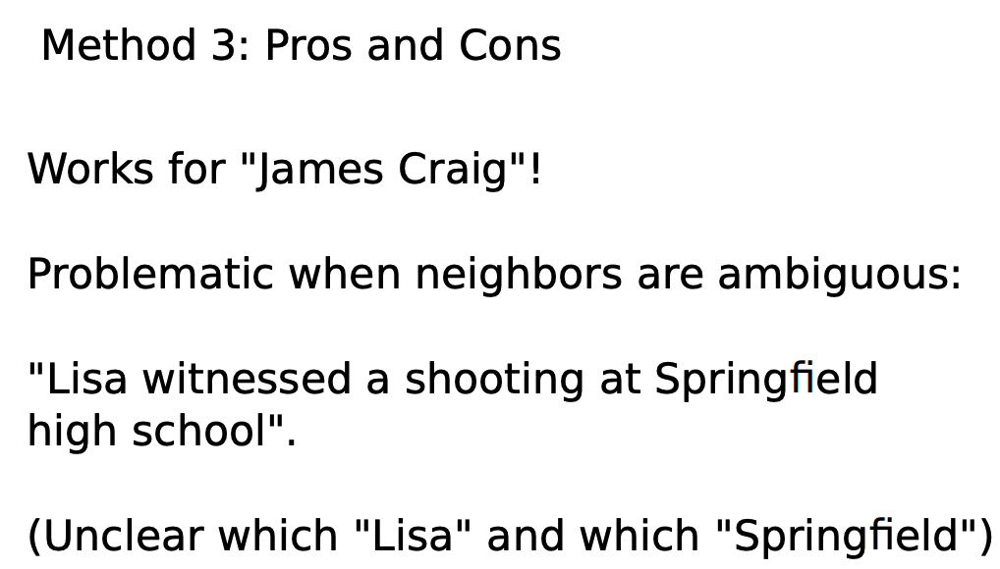 Method 3: Pros and Cons
Works for "James Craig"!
Problematic when neighbors are ambiguous:
"Lisa witnessed a shooting at Springfield
high school".
(Unclear which "Lisa" and which "Springfield")